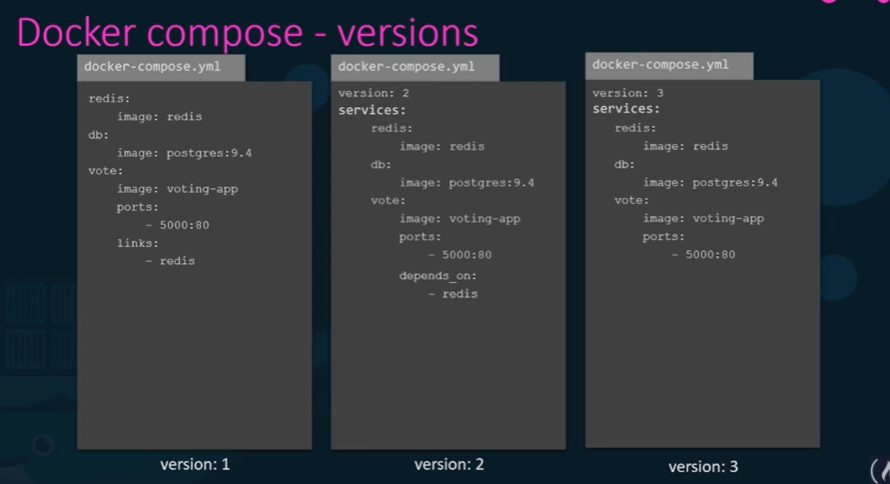 Docker compose - versions
docker-compose.yml
redis:
image: redis
db:
image: postgres:9.4
vote:
image: voting-app
ports:
- 5000:80
links:
- redis
version: 1
docker-compose.yml
version: 2
services:
redis:
image: redis
db:
image: postgres:9.4
vote:
image: voting-app
ports:
- 5000:80
depends_on:
- redis
version: 2
docker-compose.yml
version: 3
services:
redis:
image: redis
db:
image: postgres:9.4
vote:
image: voting-app
ports:
- 5000:80
version: 3